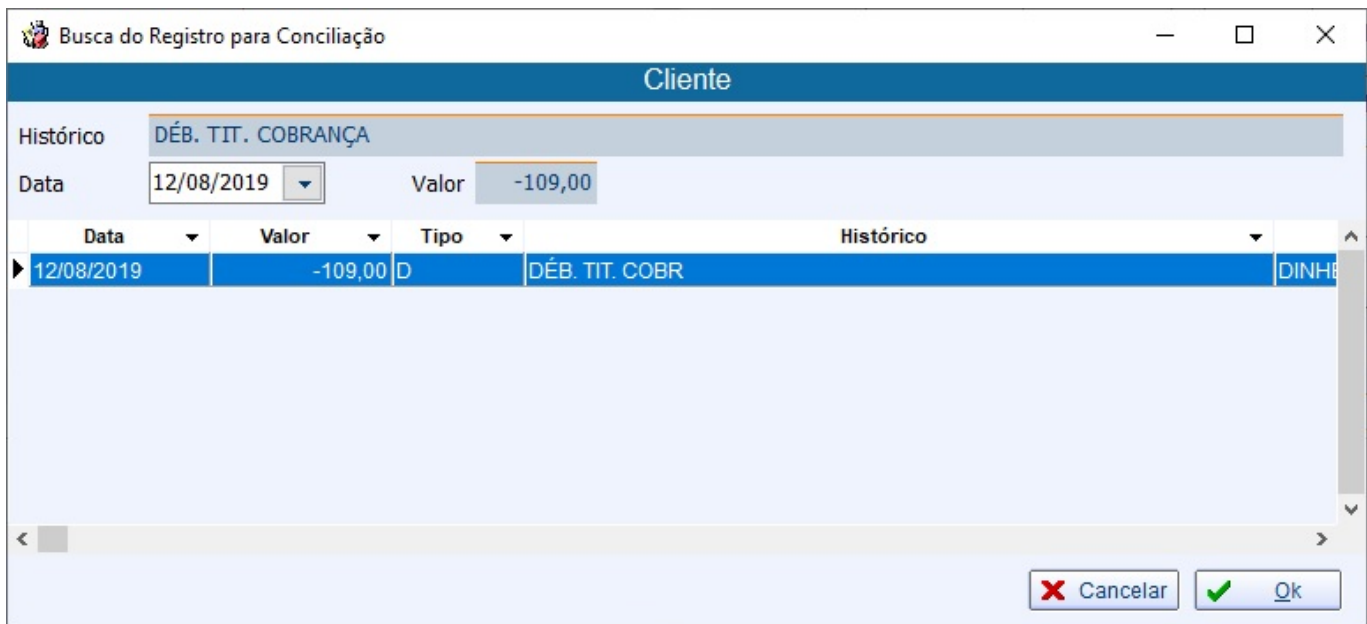 Busca do Registro para Conciliação
Cliente
Histórico DÉB. TIT. COBRANÇA
Data 12/08/2019 Valor -109,00
Data Valor Tipo Histórico
12/08/2019 -109,00 D DÉB. TIT. COBR DINHE
Cancelar Ok